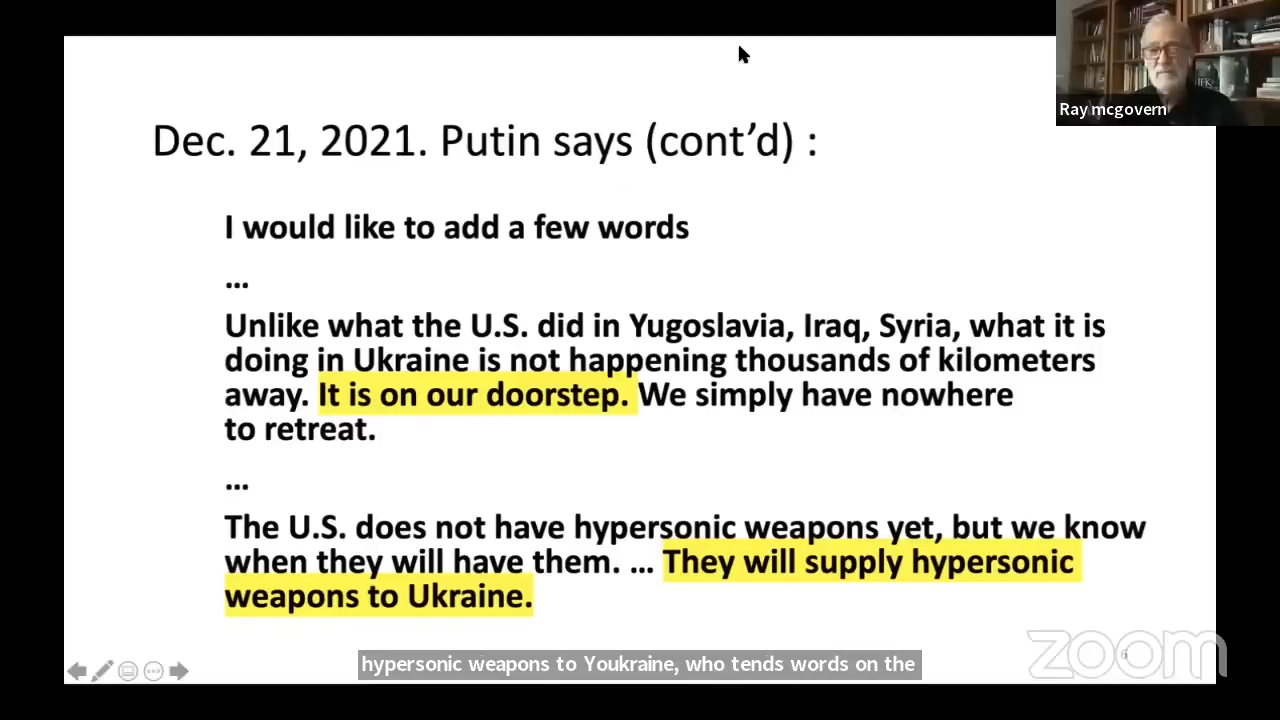 Ray mcgovern
Dec. 21, 2021. Putin says (cont’d) :
I would like to add a few words
…
Unlike what the U.S. did in Yugoslavia, Iraq, Syria, what it is
doing in Ukraine is not happening thousands of kilometers
away. It is on our doorstep. We simply have nowhere
to retreat.
…
The U.S. does not have hypersonic weapons yet, but we know
when they will have them. … They will supply hypersonic
weapons to Ukraine.
hypersonic weapons to Youkraine, who tends words on the
zoom
6